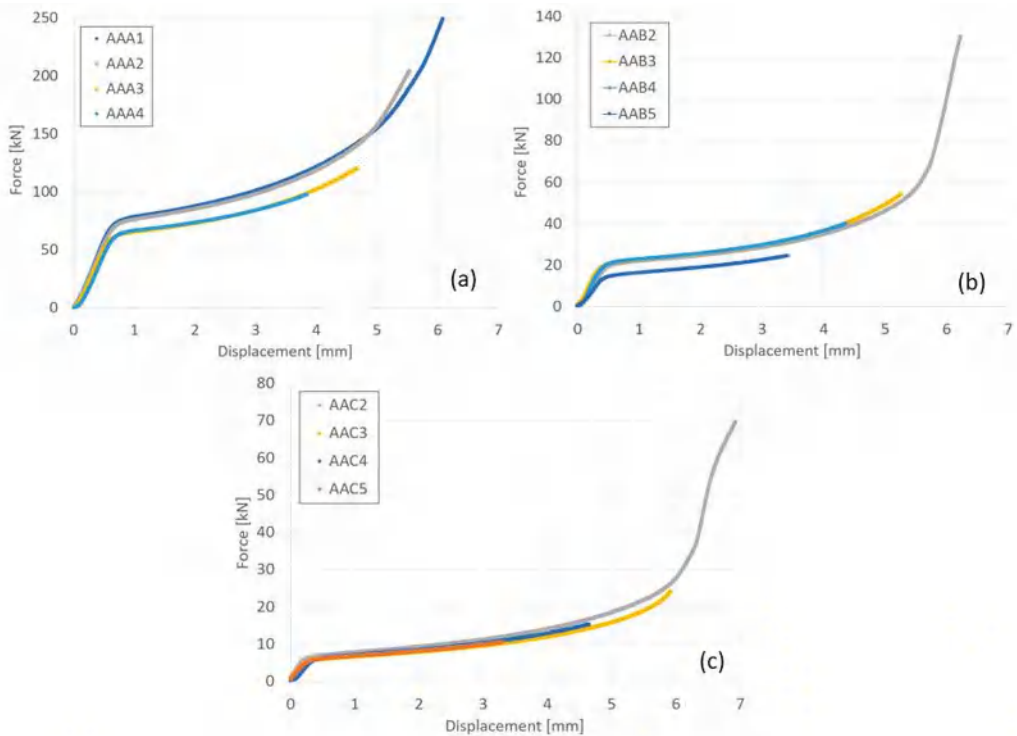 250
200
150
100
50
0
Force [kN]
AAA1
AAA2
AAA3
AAA4
(a)
0 1 2 3 4 5 6 7
Displacement [mm]
140
120
100
80
60
40
20
0
Force [kN]
AAB2
AAB3
AAB4
AAB5
(b)
0 1 2 3 4 5 6 7
Displacement [mm]
80
70
60
50
40
30
20
10
0
Force [kN]
AAC2
AAC3
AAC4
AAC5
(c)
0 1 2 3 4 5 6 7
Displacement [mm]